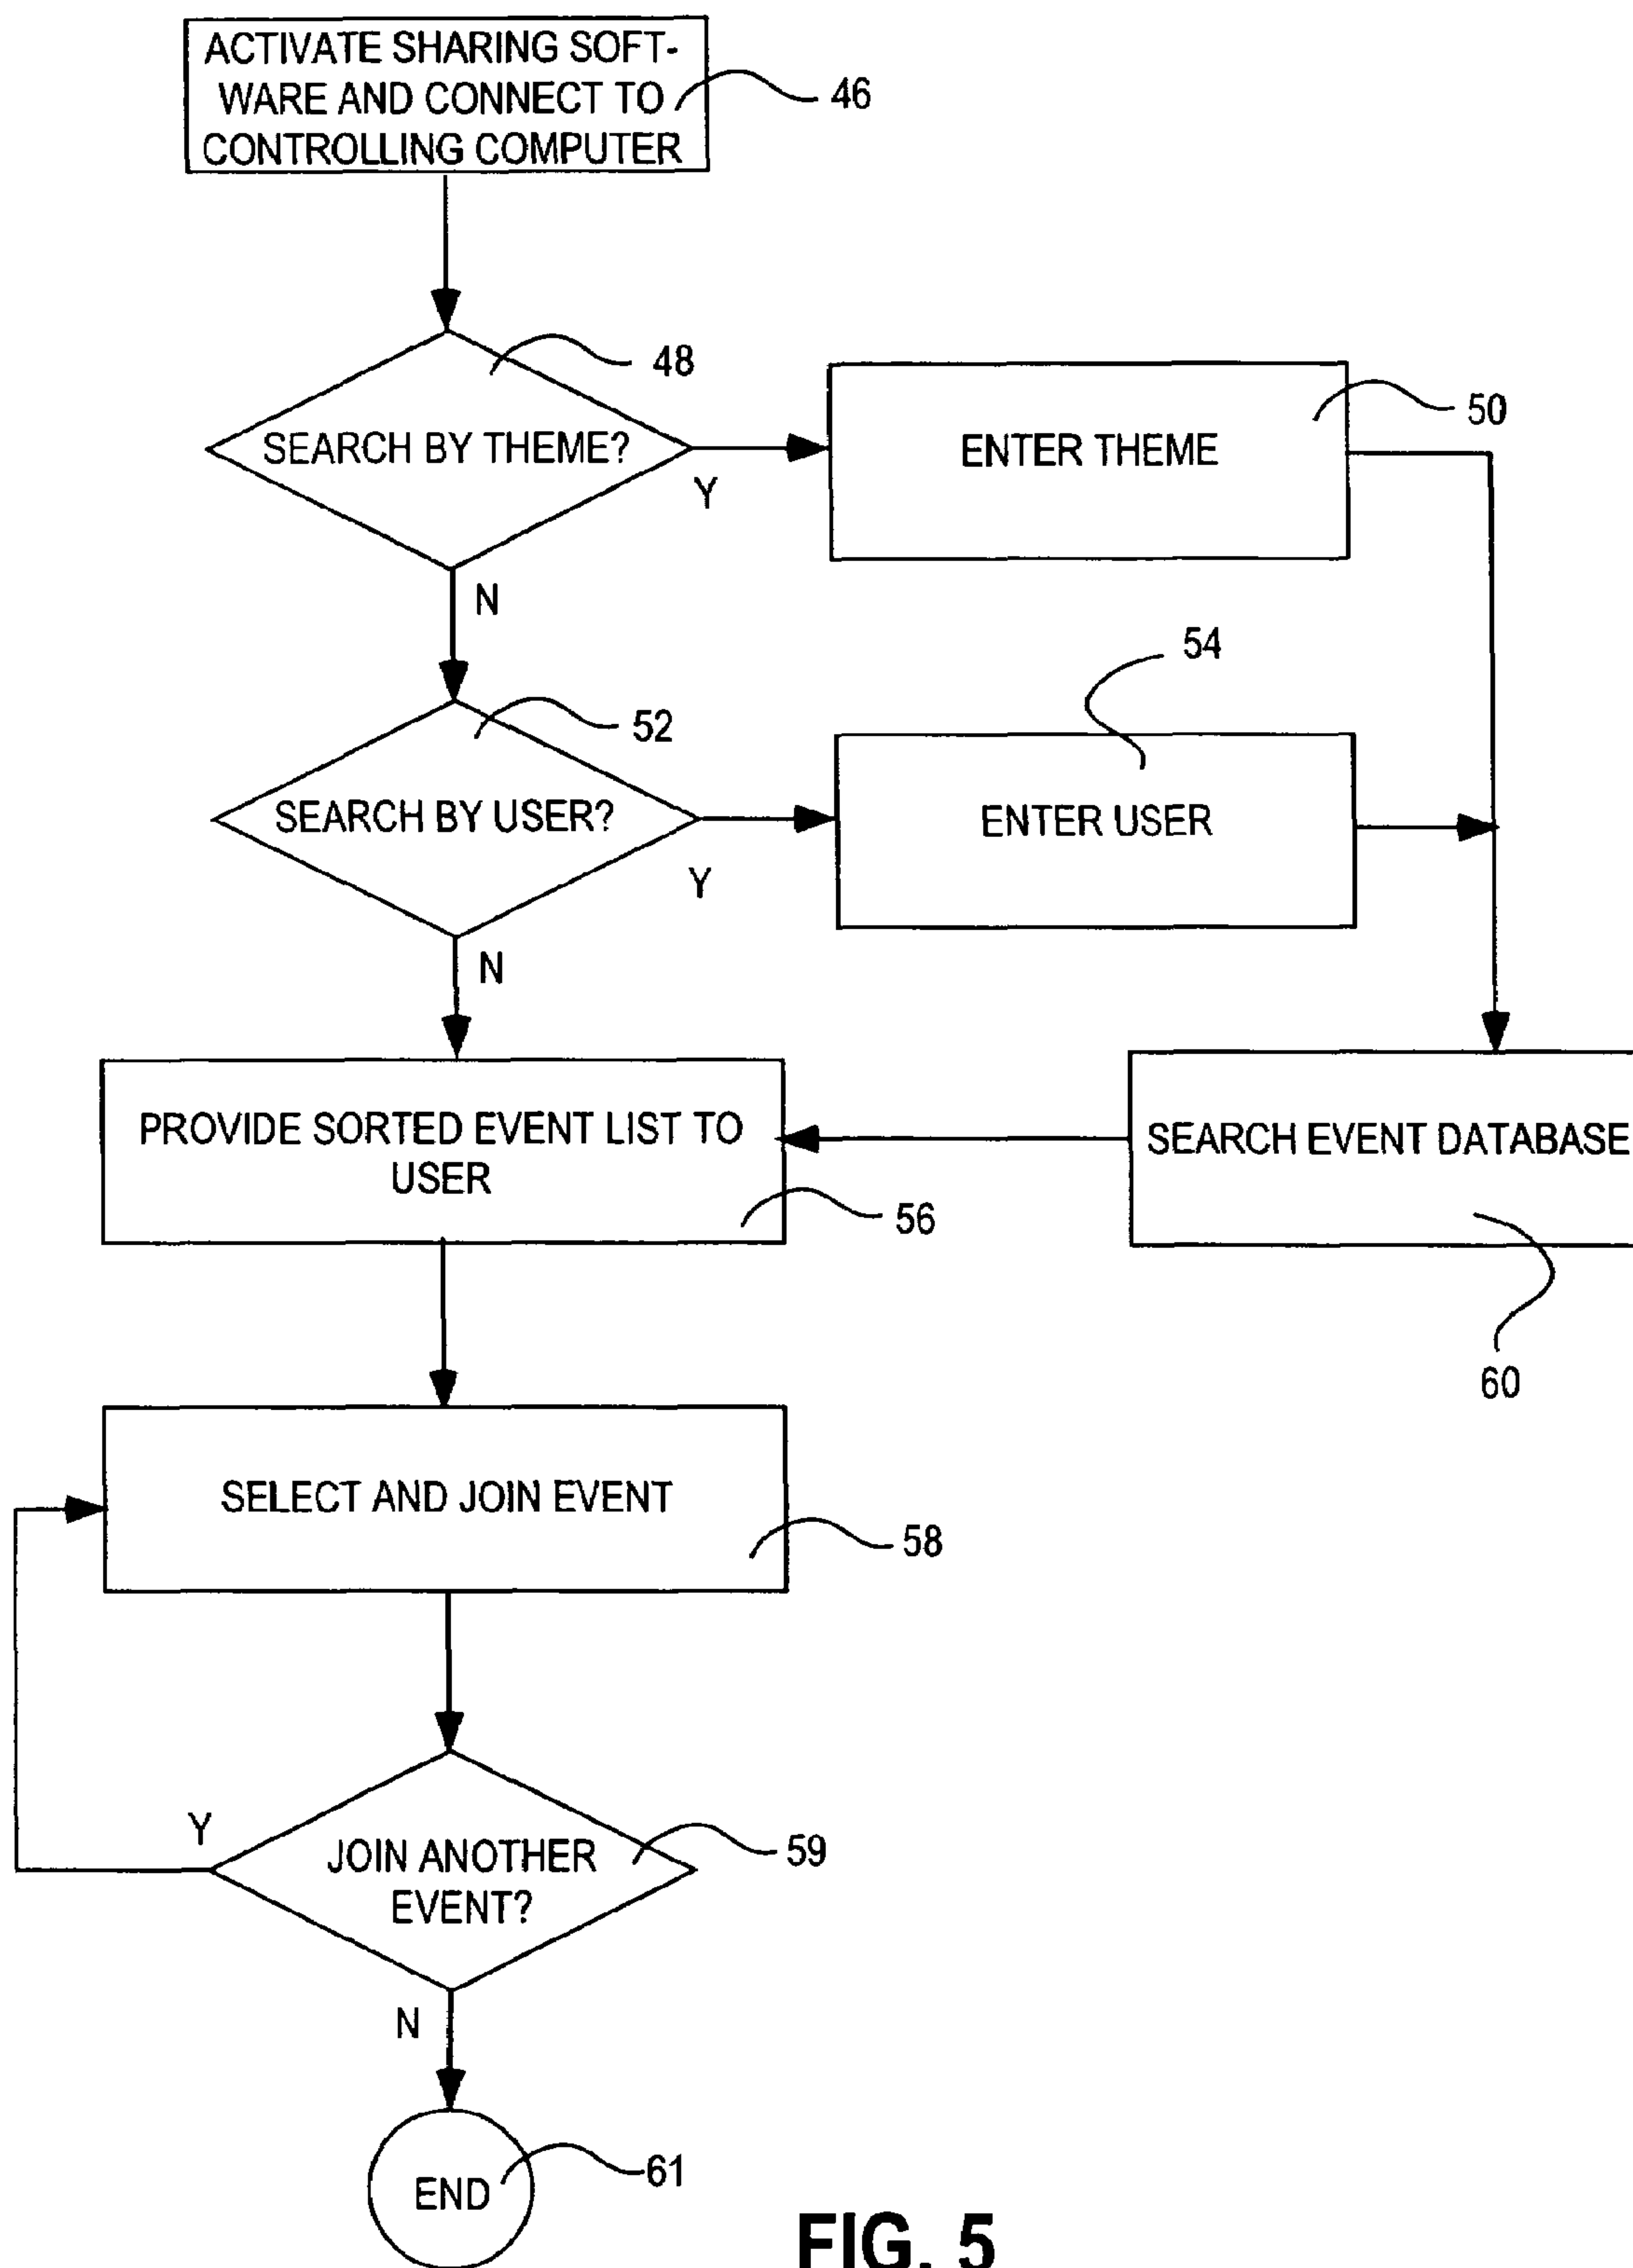 ACTIVATE SHARING SOFT-
WARE AND CONNECT TO
CONTROLLING COMPUTER
46
48
SEARCH BY THEME?
Y
N
ENTER THEME
50
52
SEARCH BY USER?
Y
N
54
ENTER USER
PROVIDE SORTED EVENT LIST TO
USER
56
SEARCH EVENT DATABASE
60
SELECT AND JOIN EVENT
58
Y
JOIN ANOTHER
EVENT?
59
N
END
61
FIG. 5